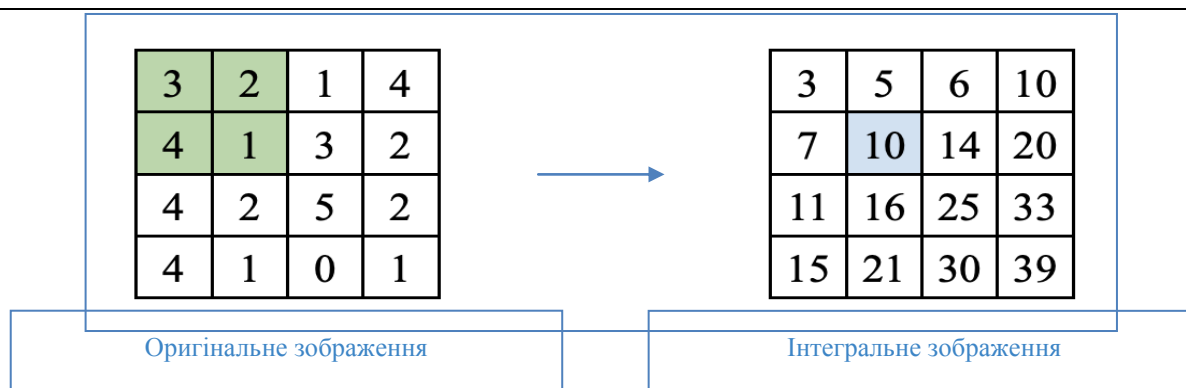 3 2 1 4
3 5 6 10
4 1 3 2
7 10 14 20
4 2 5 2
11 16 25 33
4 1 0 1
15 21 30 39
Оригінальне зображення
Інтегральне зображення